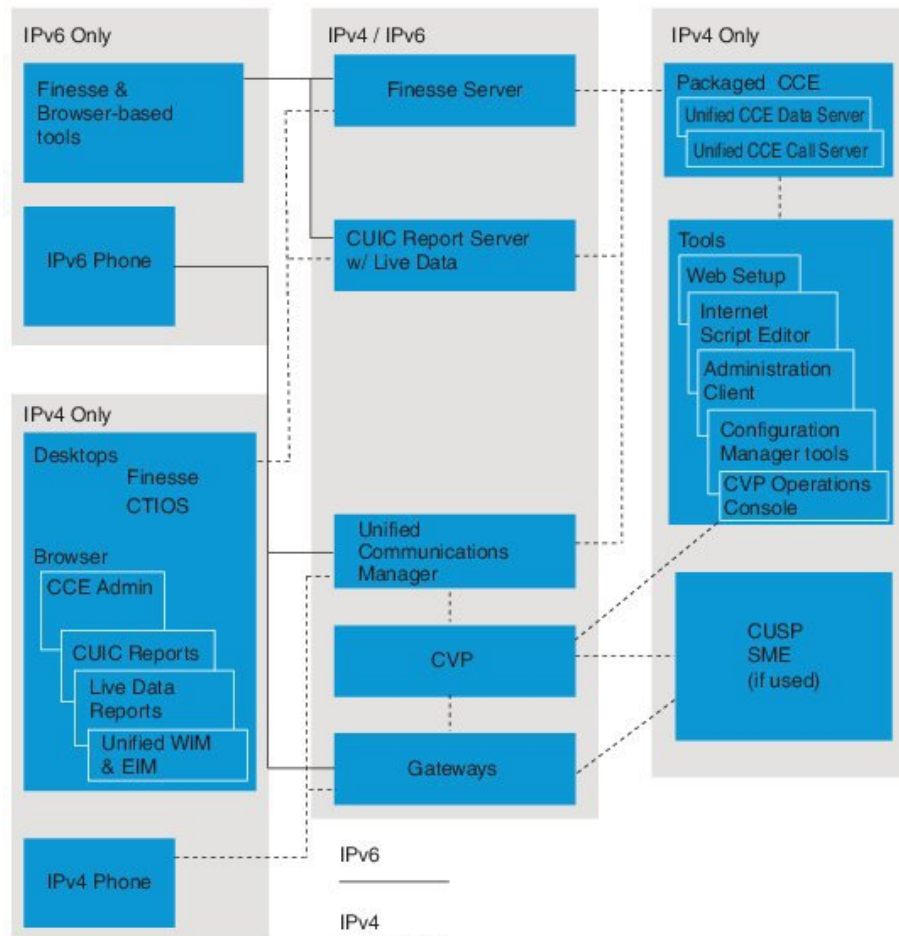 IPv6 Only
Finesse &
Browser-based
tools
IPv6 Phone
IPv4 Only
Desktops
Finesse
CTIOS
Browser
CCE Admin
CUIC Reports
Live Data
Reports
Unified WIM
& EIM
IPv4 Phone
IPv4 / IPv6
Finesse Server
CUIC Report Server
w/ Live Data
Unified
Communications
Manager
CVP
Gateways
IPv6
IPv4
IPv4 Only
Packaged CCE
Unified CCE Data Server
Unified CCE Call Server
Tools
Web Setup
Internet
Script Editor
Administration
Client
Configuration
Manager tools
CVP Operations
Console
CUSP
SME
(if used)